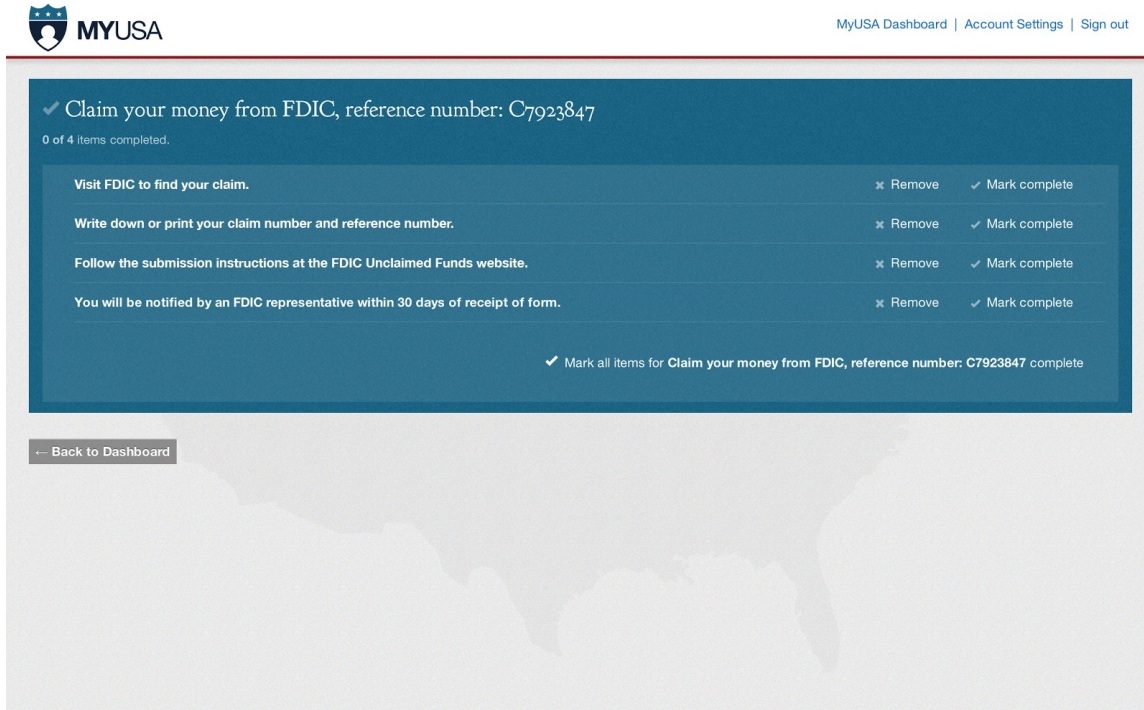 MYUSA
MyUSA Dashboard | Account Settings | Sign out
Claim your money from FDIC, reference number: C7923847
0 of 4 items completed.
Visit FDIC to find your claim. Remove Mark complete
Write down or print your claim number and reference number. Remove Mark complete
Follow the submission instructions at the FDIC Unclaimed Funds website. Remove Mark complete
You will be notified by an FDIC representative within 30 days of receipt of form. Remove Mark complete
Mark all items for Claim your money from FDIC, reference number: C7923847 complete
← Back to Dashboard